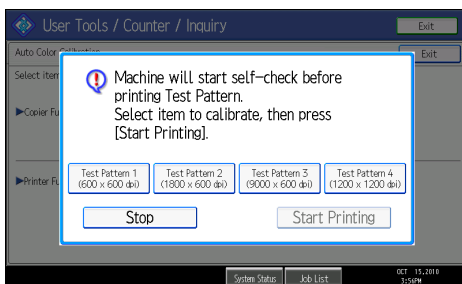 User Tools / Counter / Inquiry
Exit
Auto Color Calibration
Exit
Select item
Machine will start self-check before
printing Test Pattern.
Select item to calibrate, then press
[Start Printing].
►Copier Fu
►Printer Fu
Test Pattern 1
(600 x 600 dpi)
Test Pattern 2
(1800 x 600 dpi)
Test Pattern 3
(9000 x 600 dpi)
Test Pattern 4
(1200 x 1200 dpi)
Stop
Start Printing
System Status
Job List
OCT 15,2010
3:56PM